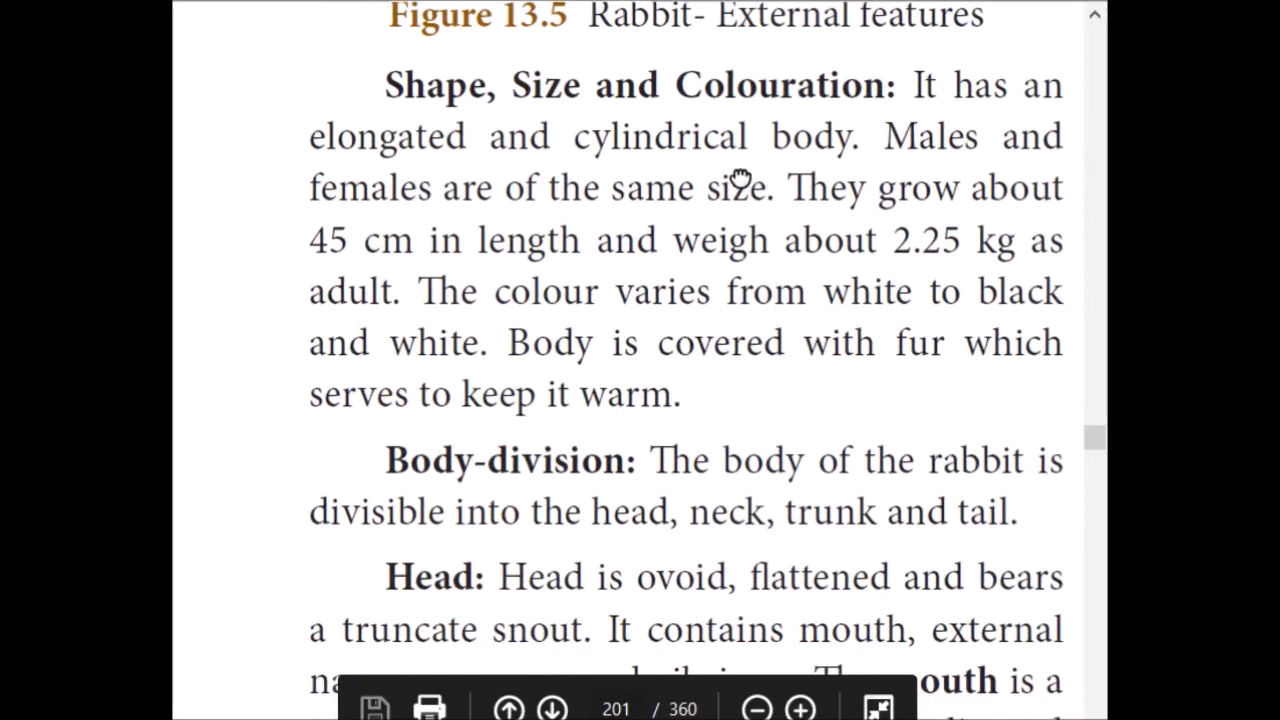 Figure 13.5 Rabbit- External features
Shape, Size and Colouration: It has an
elongated and cylindrical body. Males and
females are of the same size. They grow about
45 cm in length and weigh about 2.25 kg as
adult. The colour varies from white to black
and white. Body is covered with fur which
serves to keep it warm.
Body-division: The body of the rabbit is
divisible into the head, neck, trunk and tail.
Head: Head is ovoid, flattened and bears
a truncate snout. It contains mouth, external
is a
201 / 360